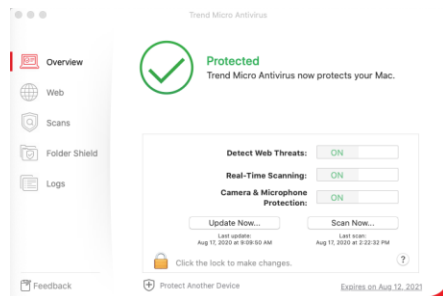 Trend Micro Antivirus
Overview
Web
Scans
Folder Shield
Logs
Feedback
Protected
Trend Micro Antivirus now protects your Mac.
Detect Web Threats: ON
Real-Time Scanning: ON
Camera & Microphone
Protection: ON
Update Now... Scan Now...
Last update: Last scan:
Aug 17, 2020 at 9:09:50 AM Aug 17, 2020 at 2:22:32 PM
Click the lock to make changes. ?
Protect Another Device Expires on Aug 12, 2021